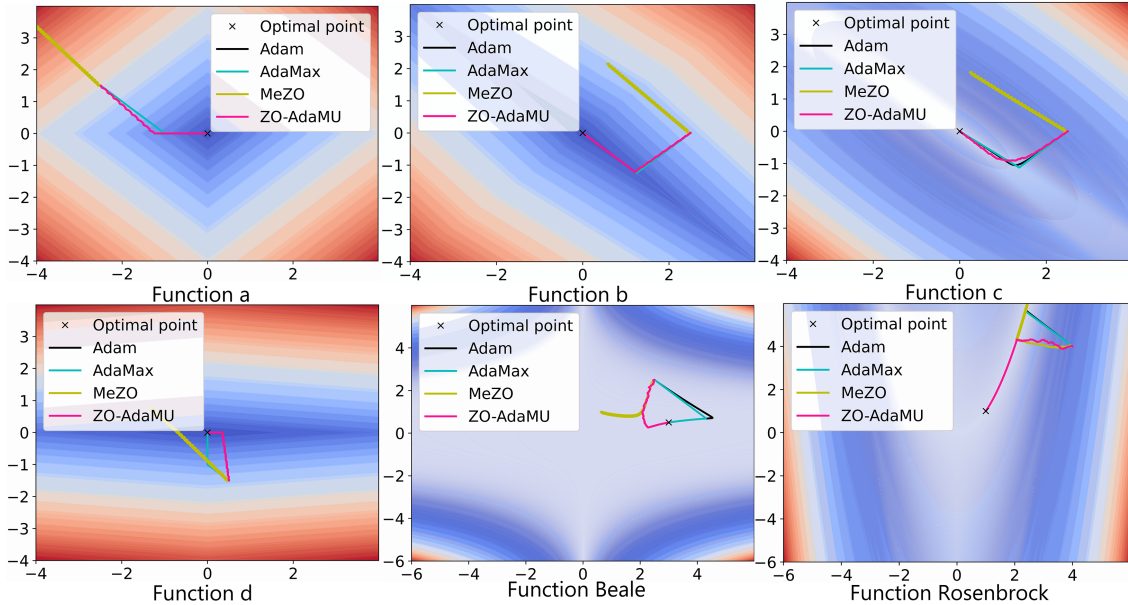 3
2
1
0
−1
−2
−3
−4
−4
−2
0
2
Optimal point
Adam
AdaMax
MeZO
ZO-AdaMU
Function a
3
2
1
0
−1
−2
−3
−4
−4
−2
0
2
Optimal point
Adam
AdaMax
MeZO
ZO-AdaMU
Function b
3
2
1
0
−1
−2
−3
−4
−4
−2
0
2
Optimal point
Adam
AdaMax
MeZO
ZO-AdaMU
Function c
3
2
1
0
−1
−2
−3
−4
−4
−2
0
2
Optimal point
Adam
AdaMax
MeZO
ZO-AdaMU
Function d
4
2
0
−2
−4
−6
−6
−4
−2
0
2
4
Optimal point
Adam
AdaMax
MeZO
ZO-AdaMU
Function Beale
4
2
0
2
4
6
−6
−4
−2
0
2
4
Optimal point
Adam
AdaMax
MeZO
ZO-AdaMU
Function Rosenbrock